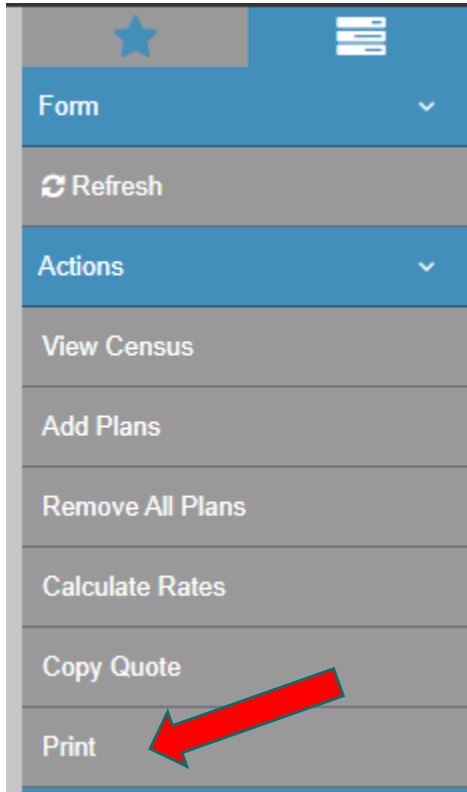 Form
Refresh
Actions
View Census
Add Plans
Remove All Plans
Calculate Rates
Copy Quote
Print